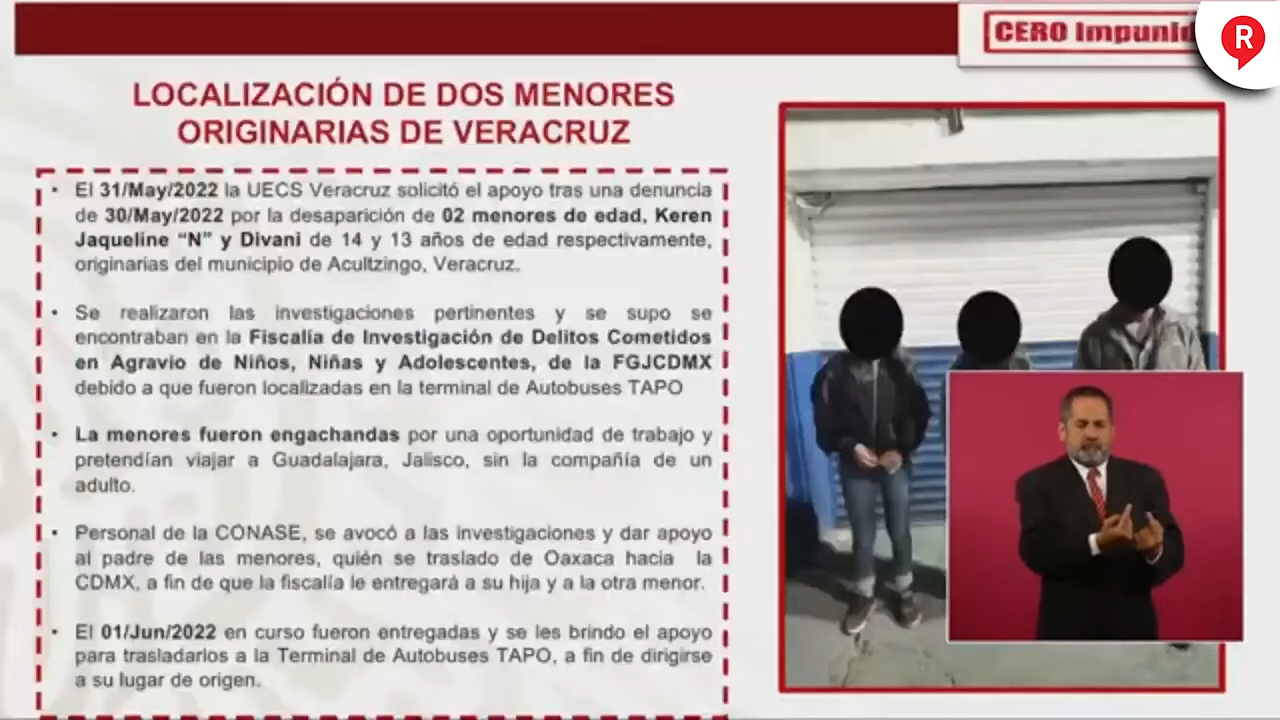 CERO Impuni
R
LOCALIZACIÓN DE DOS MENORES
ORIGINARIAS DE VERACRUZ
• El 31/May/2022 la UECS Veracruz solicitó el apoyo tras una denuncia
de 30/May/2022 por la desaparición de 02 menores de edad, Keren
Jaqueline “N” y Divani de 14 y 13 años de edad respectivamente,
originarias del municipio de Acultzingo, Veracruz.
• Se realizaron las investigaciones pertinentes y se supo se
encontraban en la Fiscalía de Investigación de Delitos Cometidos
en Agravio de Niños, Niñas y Adolescentes, de la FGJCDMX
debido a que fueron localizadas en la terminal de Autobuses TAPO
• La menores fueron engachandas por una oportunidad de trabajo y
pretendían viajar a Guadalajara, Jalisco, sin la compañía de un
adulto.
• Personal de la CONASE, se avocó a las investigaciones y dar apoyo
al padre de las menores, quién se traslado de Oaxaca hacia la
CDMX, a fin de que la fiscalía le entregará a su hija y a la otra menor.
• El 01/Jun/2022 en curso fueron entregadas y se les brindo el apoyo
para trasladarlos a la Terminal de Autobuses TAPO, a fin de dirigirse
a su lugar de origen.